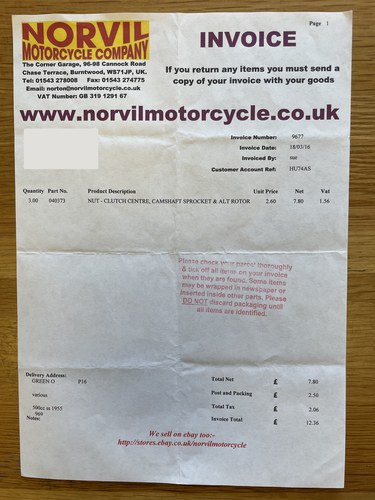 NORVIL
MOTORCYCLE COMPANY
The Corner Garage, 96-98 Cannock Road
Chase Terrace, Burntwood, WS71JP, UK.
Tel: 01543 278008 Fax: 01543 274775
Email: norton@norvilmotorcycle.co.uk
VAT Number: GB 319 1291 67
Page 1
INVOICE
If you return any items you must send a
copy of your invoice with your goods
www.norvilmotorcycle.co.uk
Invoice Number: 9677
Invoice Date: 18/03/16
Invoiced By: sue
Customer Account Ref: HU74AS
Quantity Part No. Product Description Unit Price Net Vat
3.00 040373 NUT - CLUTCH CENTRE, CAMSHAFT SPROCKET & ALT ROTOR 2.60 7.80 1.56
Please check your parcel thoroughly
& tick off all items on your invoice
when they are found. Some items
may be wrapped in newspaper or
inserted inside other parts. Please
DO NOT discard packaging until
all items are identified.
Delivery Address:
GREEN O P16
various
500cc as 1955
969
Notes:
Total Net £ 7.80
Post and Packing £ 2.50
Total Tax £ 2.06
Invoice Total £ 12.36
We sell on ebay too:-
http://stores.ebay.co.uk/norvilmotorcycle